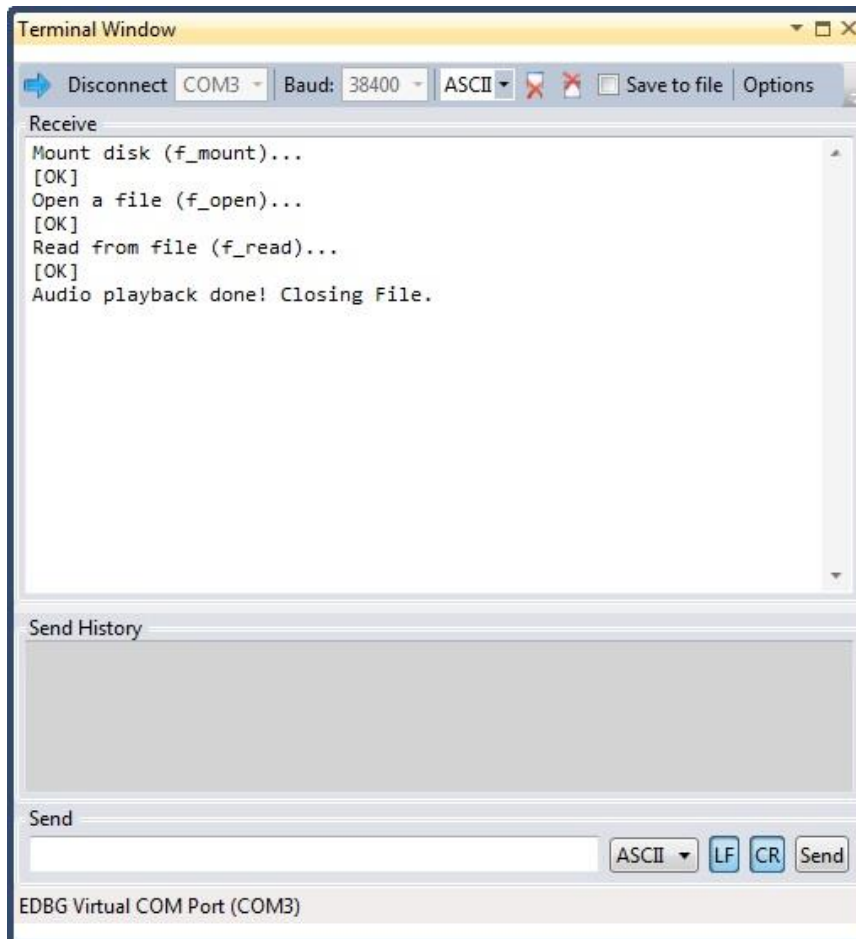 Terminal Window
Disconnect COM3 Baud: 38400 ASCII Save to file Options
Receive
Mount disk (f_mount)...
[OK]
Open a file (f_open)...
[OK]
Read from file (f_read)...
[OK]
Audio playback done! Closing File.
Send History
Send
ASCII LF CR Send
EDBG Virtual COM Port (COM3)